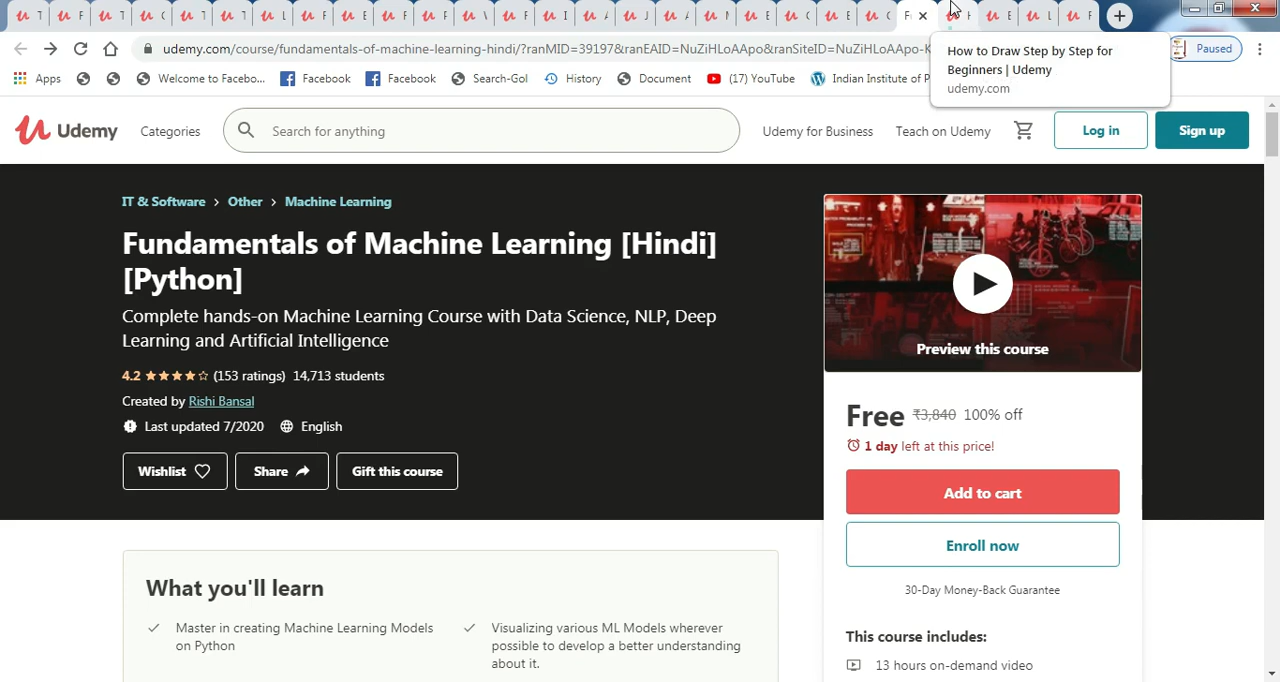 udemy.com/course/fundamentals-of-machine-learning-hindi/?ranMID=39197&ranEAID=NuZiHLoAApo&ranSiteID=NuZiHLoAApo-K
Paused
How to Draw Step by Step for
Beginners | Udemy
udemy.com
Apps
Welcome to Facebo...
Facebook
Facebook
Search-Gol
History
Document
(17) YouTube
Indian Institute of P
Udemy
Categories
Search for anything
Udemy for Business
Teach on Udemy
Log in
Sign up
IT & Software > Other > Machine Learning
Fundamentals of Machine Learning [Hindi]
[Python]
Complete hands-on Machine Learning Course with Data Science, NLP, Deep
Learning and Artificial Intelligence
4.2 (153 ratings) 14,713 students
Created by Rishi Bansal
Last updated 7/2020 English
Wishlist
Share
Gift this course
Preview this course
Free ₹3,840 100% off
1 day left at this price!
Add to cart
Enroll now
30-Day Money-Back Guarantee
This course includes:
13 hours on-demand video
What you'll learn
Master in creating Machine Learning Models
on Python
Visualizing various ML Models wherever
possible to develop a better understanding
about it.